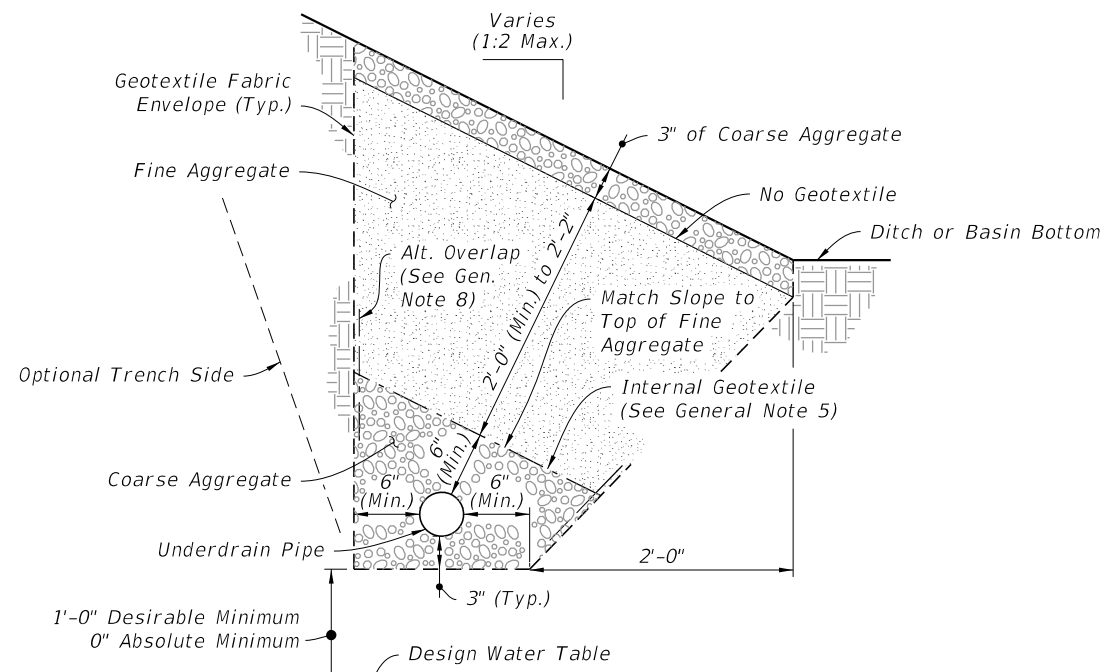 Varies
(1:2 Max.)
Geotextile Fabric
Envelope (Typ.)
3" of Coarse Aggregate
Fine Aggregate
No Geotextile
Ditch or Basin Bottom
Alt. Overlap
(See Gen.
Note 8)
2'-0" (Min.) to 2'-2"
Match Slope to
Top of Fine
Aggregate
Optional Trench Side
Internal Geotextile
(See General Note 5)
6"
(Min.)
Coarse Aggregate
6"
(Min.)
6"
(Min.)
Underdrain Pipe
2'-0"
3" (Typ.)
1'-0" Desirable Minimum
0" Absolute Minimum
Design Water Table